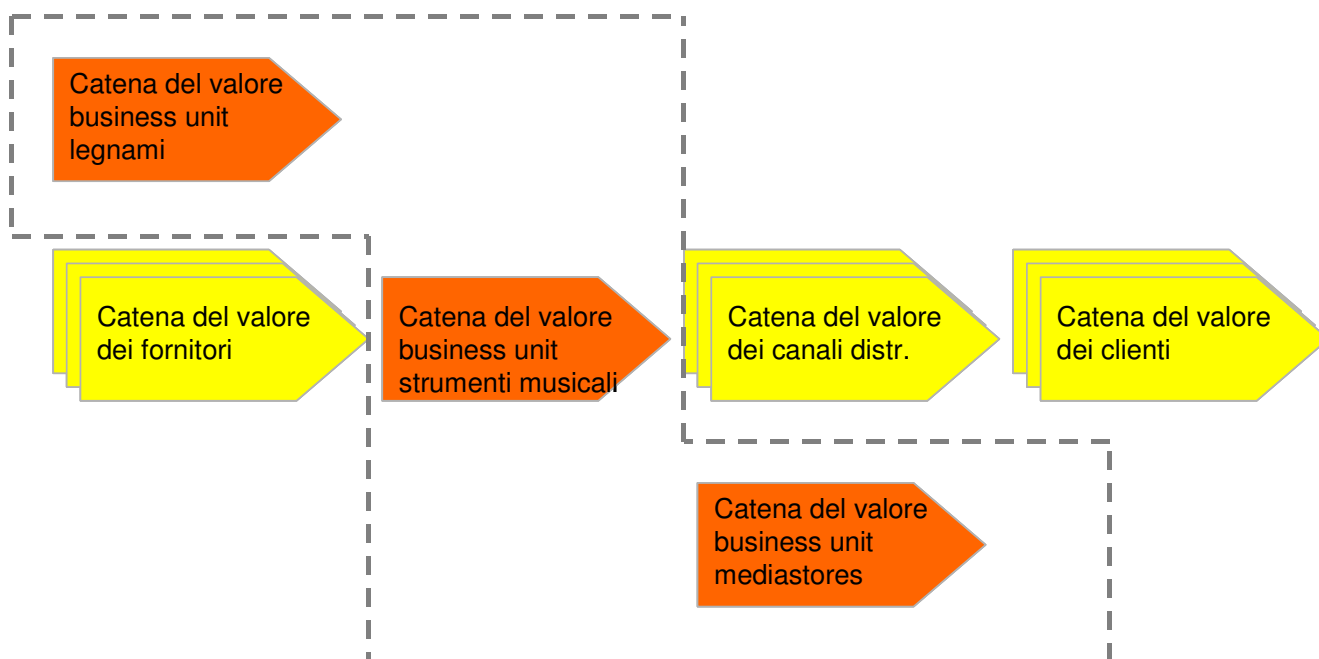 Catena del valore
business unit
legnami
Catena del valore
dei fornitori
Catena del valore
business unit
strumenti musicali
Catena del valore
dei canali distr.
Catena del valore
dei clienti
Catena del valore
business unit
mediastores